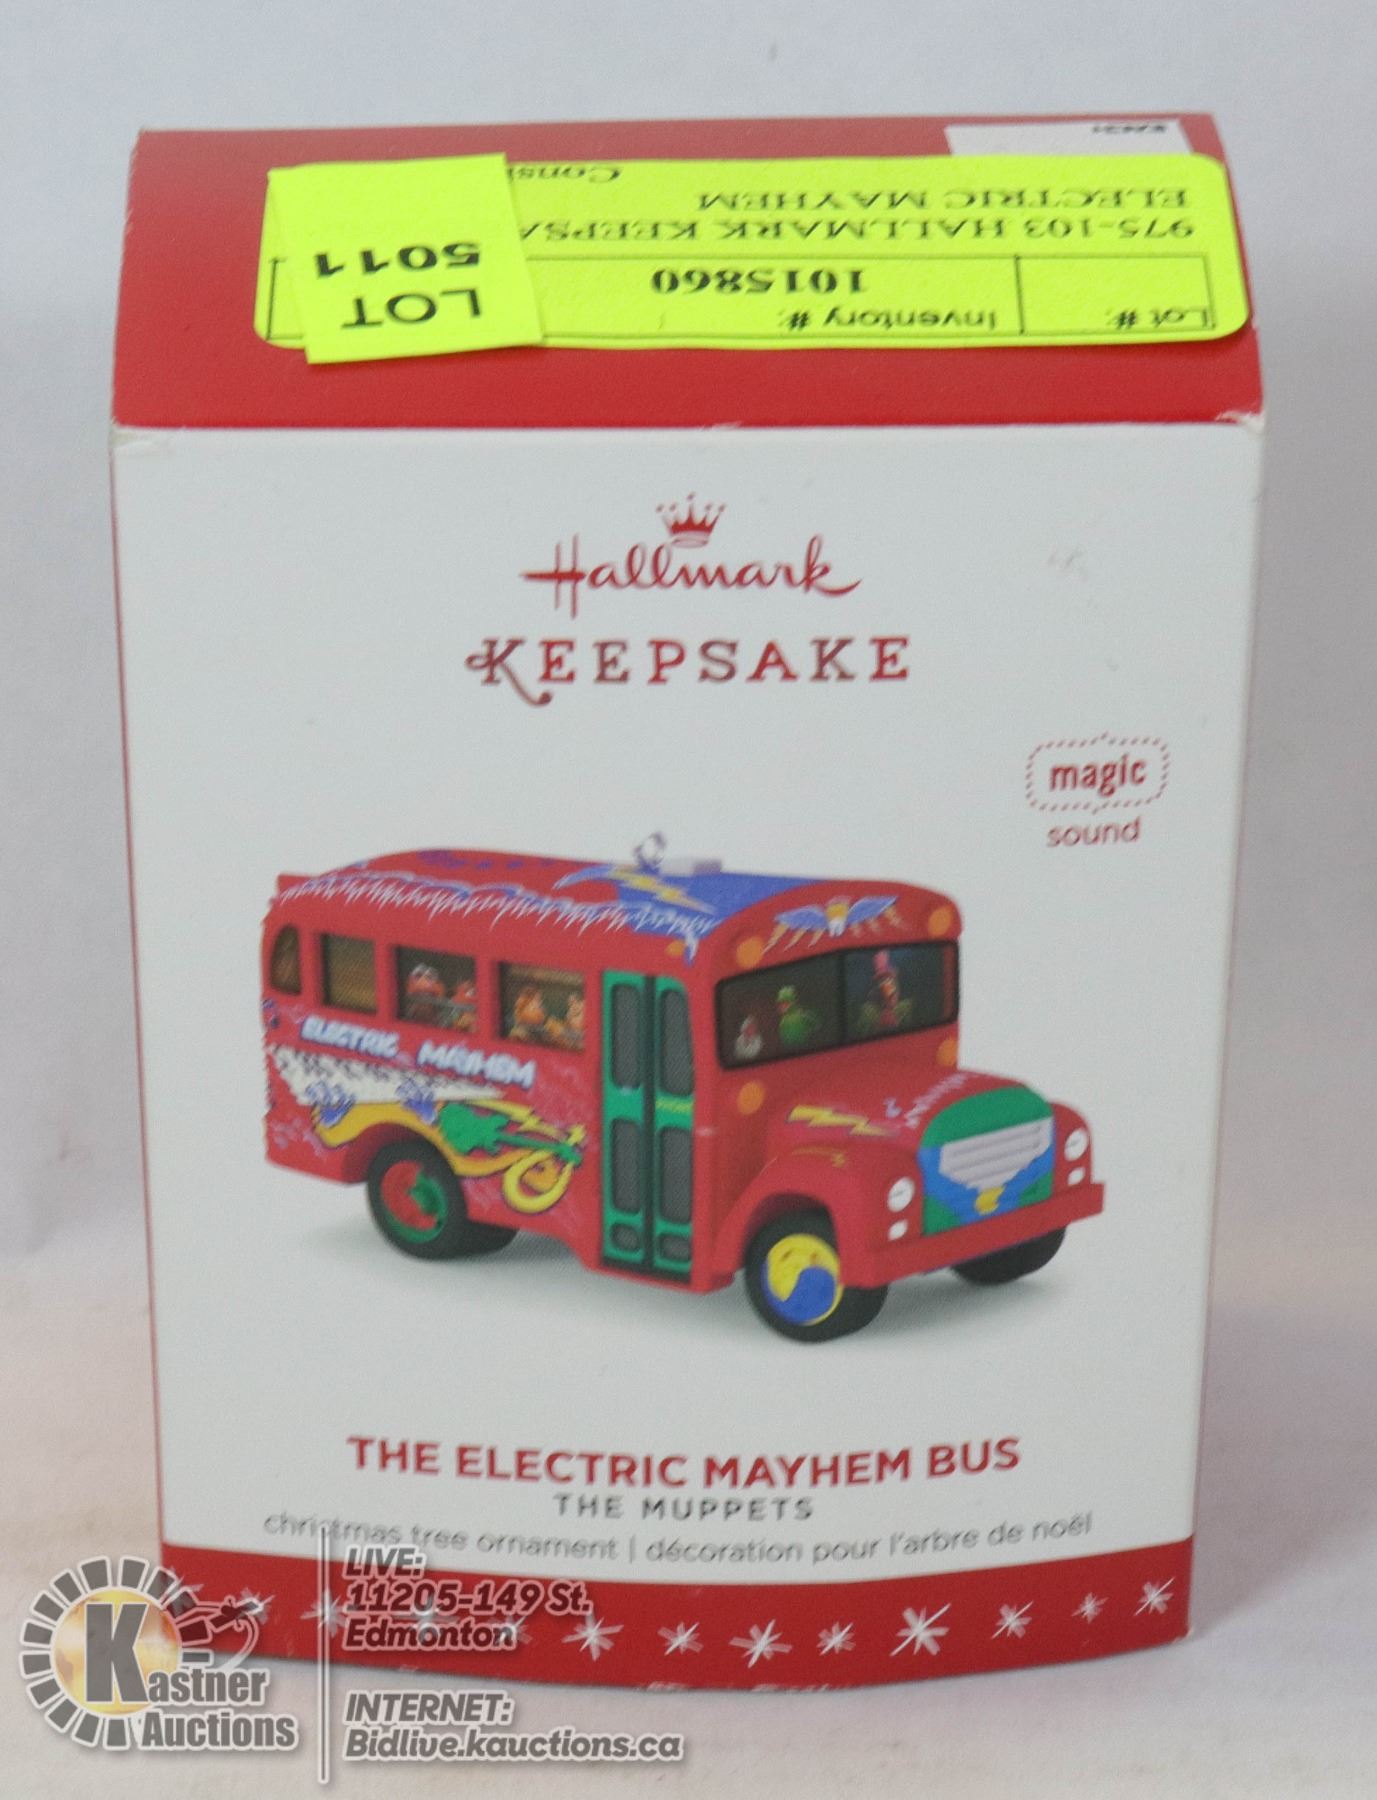 LOT
5011
Lot #:
Inventory #:
1015860
975-103 HALLMARK KEEPSA
ELECTRIC MAYHEM
Consi
Hallmark
KEEPSAKE
magic
sound
ELECTRIC MAYHEM
THE ELECTRIC MAYHEM BUS
THE MUPPETS
christmas tree ornament | décoration pour l'arbre de noël
Kastner
Auctions
LIVE:
11205-149 St.
Edmonton
INTERNET:
Bidlive.kauctions.ca